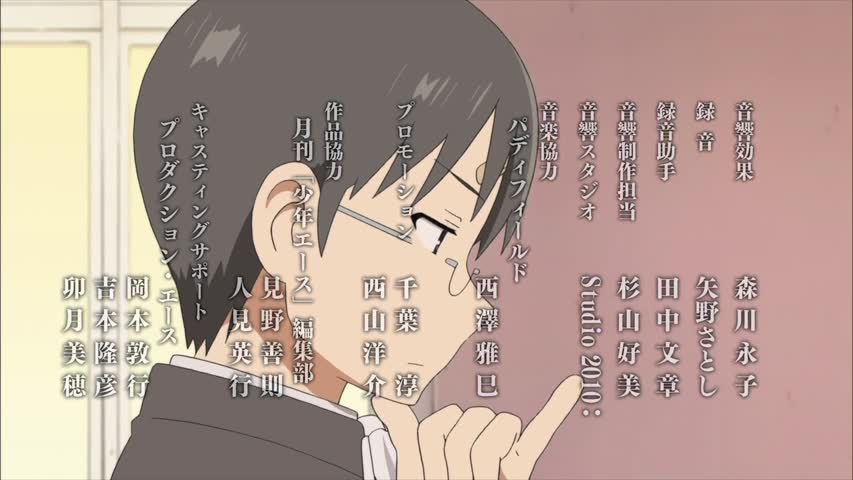 音響効果　森川永子
録音　矢野さとし
録音助手　田中文章
音響制作担当　杉山好美
音響スタジオ　Studio 2010:
音楽協力
パディフィールド
西澤雅巳
プロモーション　千葉　淳
西山洋介
作品協力
月刊「少年エース」編集部
見野善則
人見英行
キャスティングサポート
プロダクション・エース
岡本敦行
吉本隆彦
卯月美穂